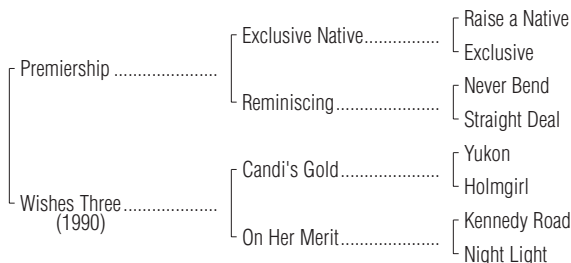 Raise a Native
Exclusive Native................
Exclusive
Premiership ......................
Never Bend
Reminiscing ......................
Straight Deal
Yukon
Candi's Gold.....................
Holmgirl
Wishes Three....................
(1990)
Kennedy Road
On Her Merit.....................
Night Light